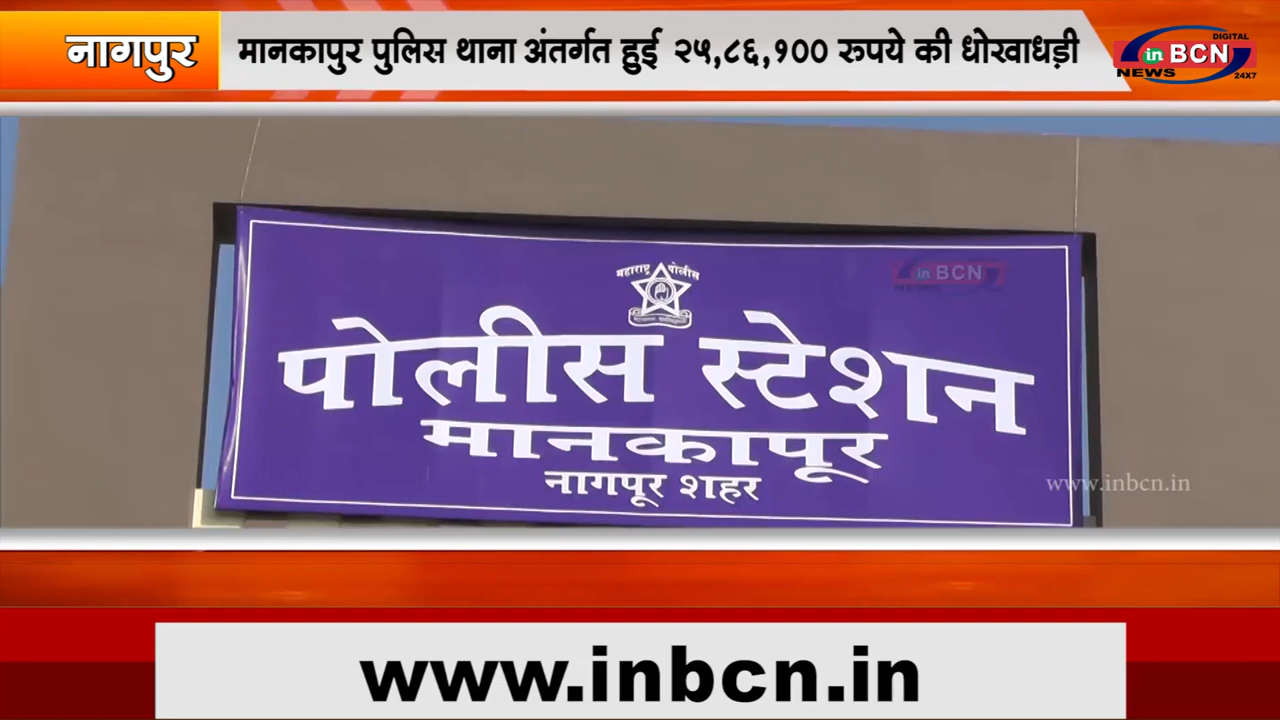 नागपुर
मानकापुर पुलिस थाना अंतर्गत हुई २५,८६,१०० रुपये की धोखाधड़ी
DIGITAL
in BCN
NEWS 24X7
महाराष्ट्र पोलीस
in BCN
NEWS
पोलीस स्टेशन
मानकापूर
नागपूर शहर
www.inbcn.in
www.inbcn.in